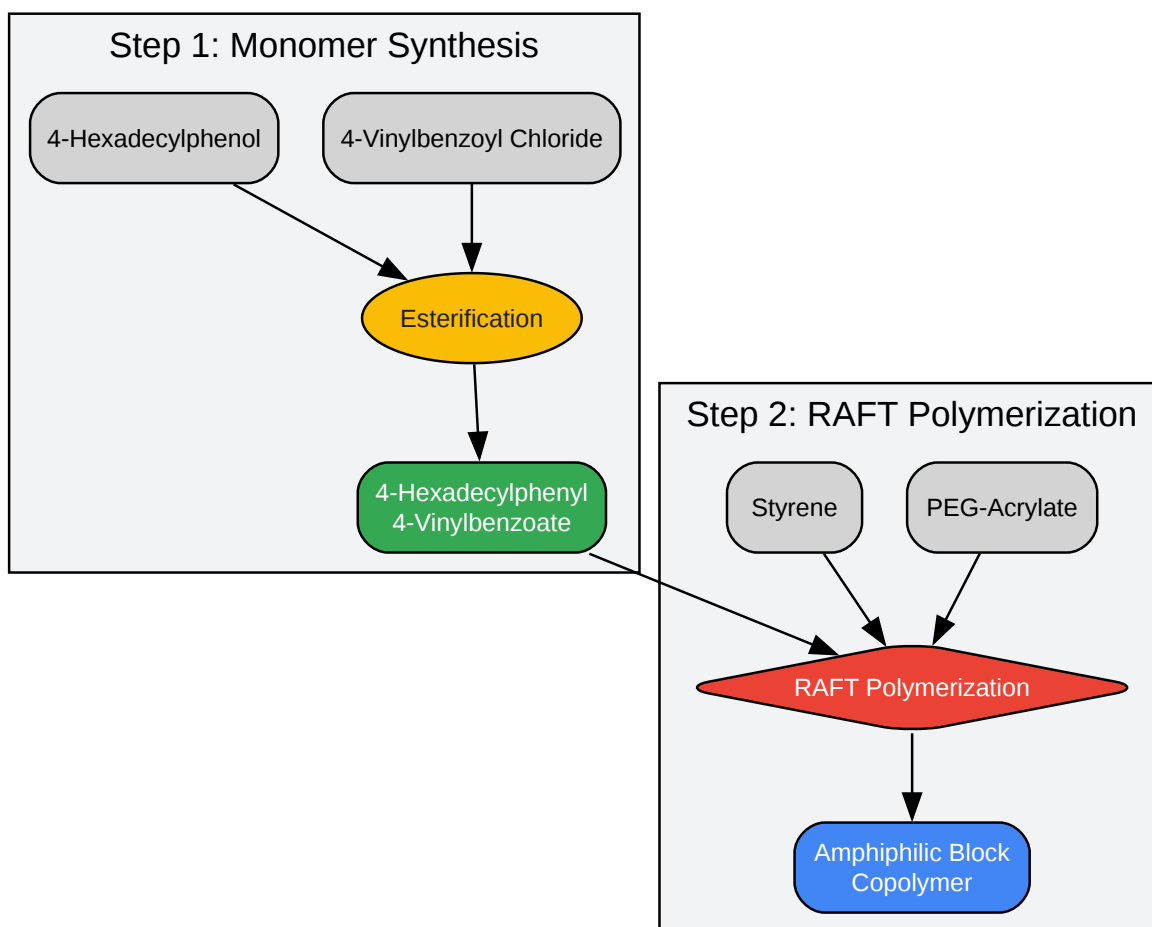 Step 1: Monomer Synthesis
4-Hexadecylphenol
4-Vinylbenzoyl Chloride
Esterification
4-Hexadecylphenyl
4-Vinylbenzoate
Step 2: RAFT Polymerization
Styrene
PEG-Acrylate
RAFT Polymerization
Amphiphilic Block
Copolymer